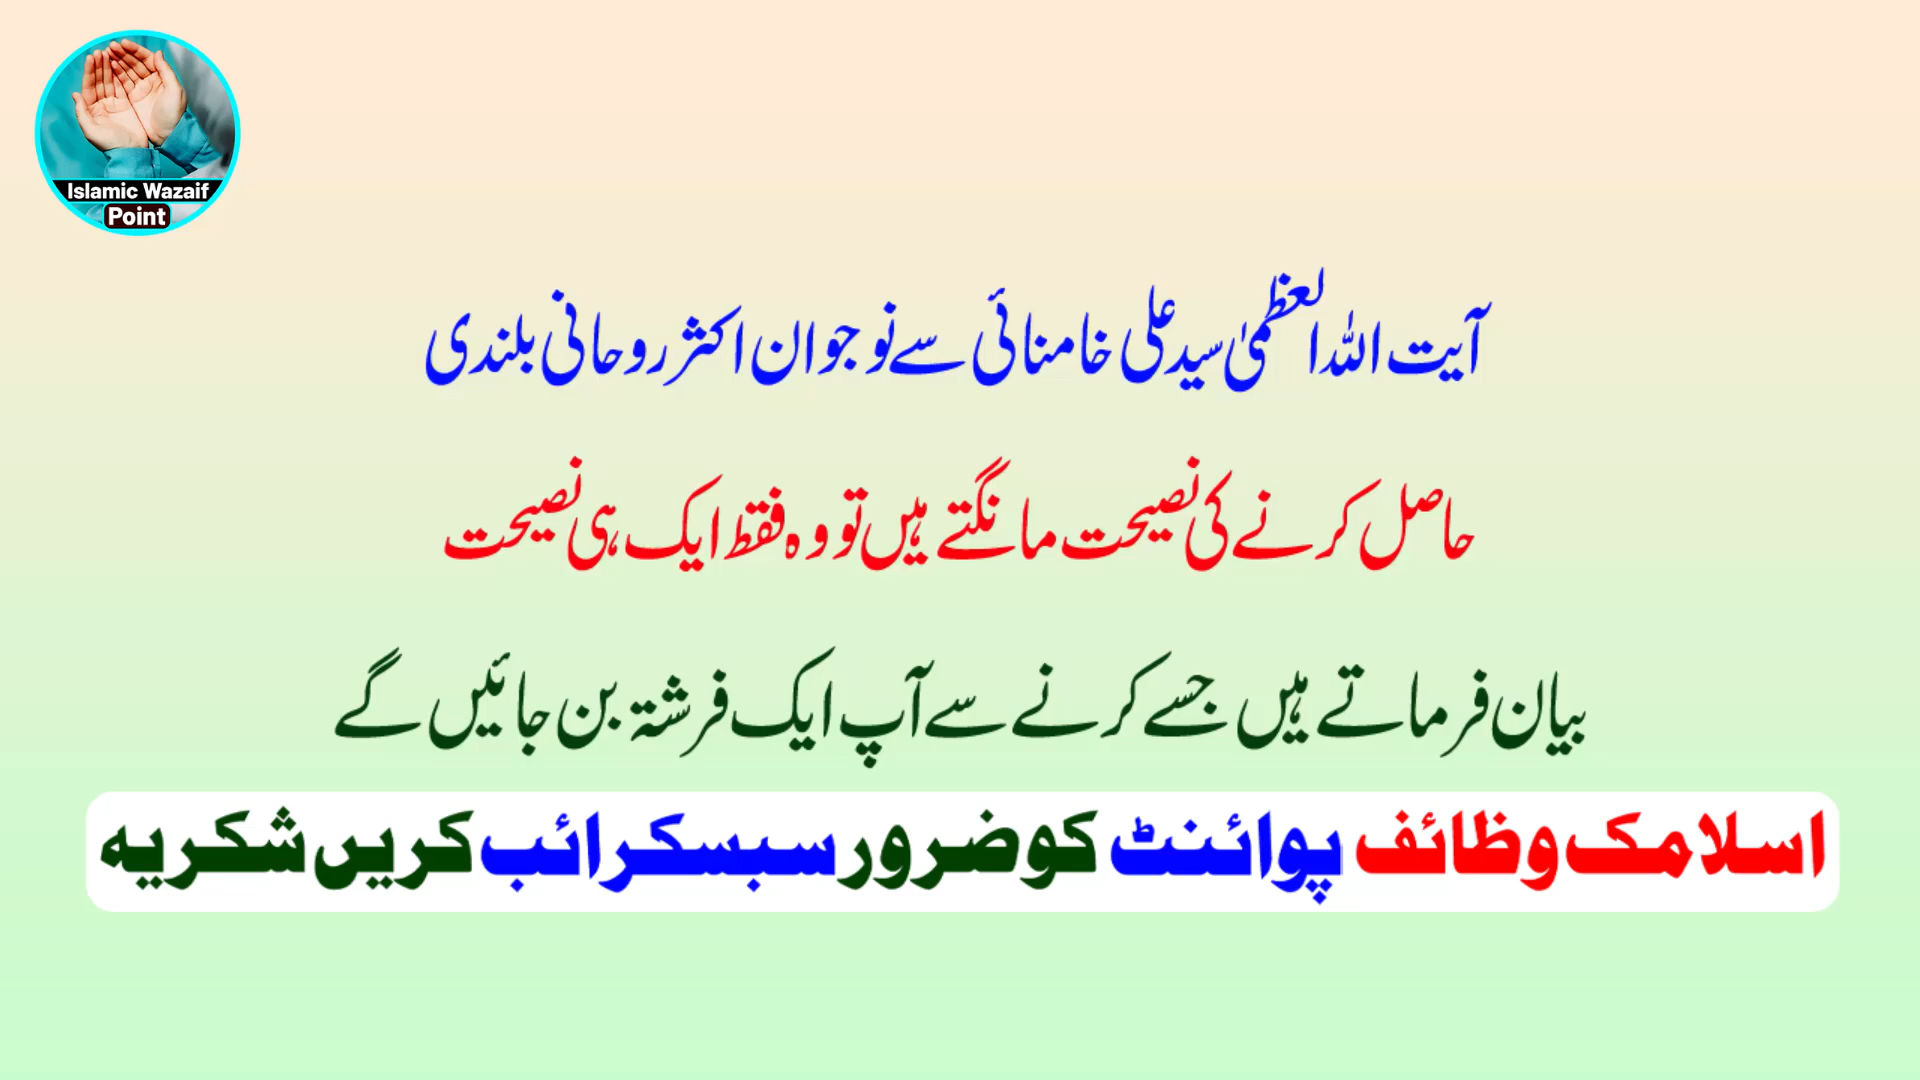 Islamic Wazaif
Point
آیت اللہ العظمیٰ سید علی خامنائی سے نوجوان اکثر روحانی بلندی
حاصل کرنے کی نصیحت مانگتے ہیں تو وہ فقط ایک ہی نصیحت
بیان فرماتے ہیں جسے کرنے سے آپ ایک فرشتہ بن جائیں گے
اسلامک وظائف پوائنٹ کو ضرور سبسکرائب کریں شکریہ